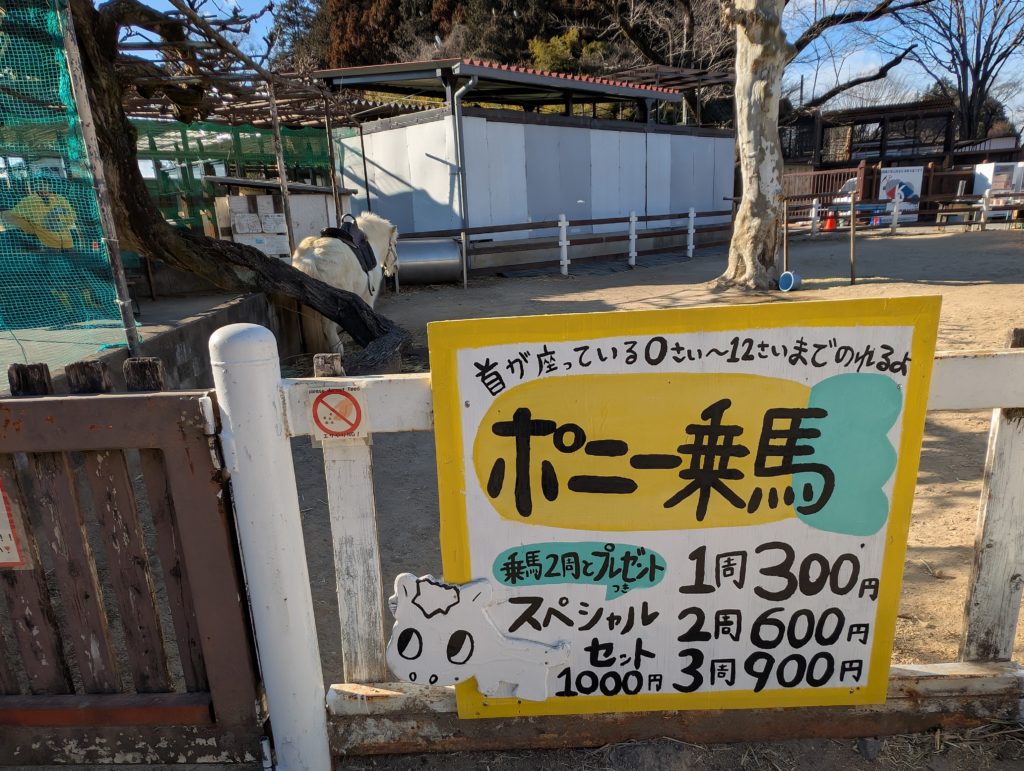 首が座っている0さい〜12さいまでのれるよ
ポニー乗馬
乗馬2周とプレゼント
つき
スペシャル
セット
1000円
1周300円
2周600円
3周900円